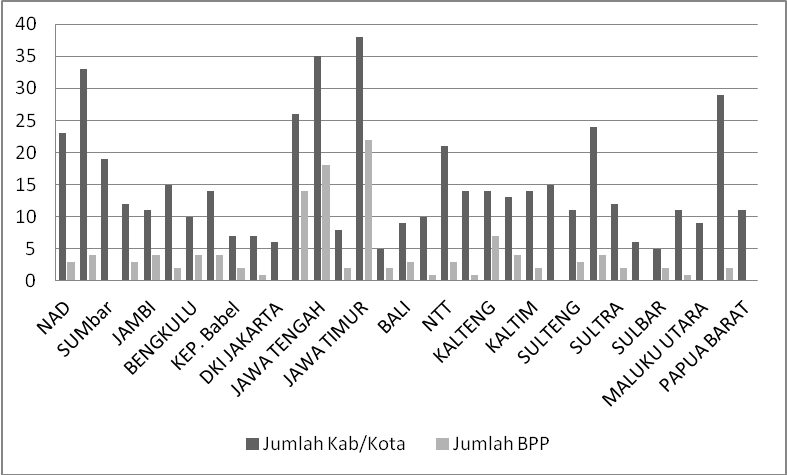 40
35
30
25
20
15
10
5
0
NAD
SUMbar
JAMBI
BENGKULU
KEP. Babel
DKI JAKARTA
JAWA TENGAH
JAWA TIMUR
BALI
NTT
KALTENG
KALTIM
SULTENG
SULTRA
SULBAR
MALUKU UTARA
PAPUA BARAT
Jumlah Kab/Kota Jumlah BPP